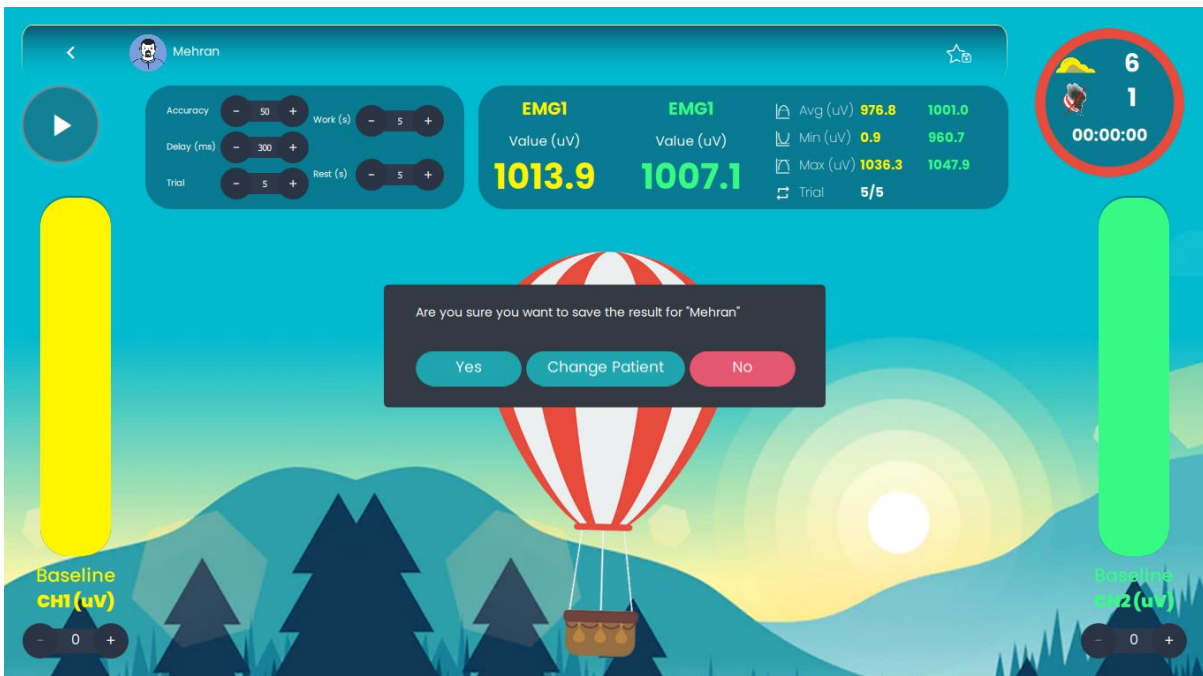 Mehran
6
1
00:00:00
Accuracy - 50 + Work (s) - 5 +
Delay (ms) - 300 +
Trial - 5 + Rest (s) - 5 +
EMG1 EMG1
Value (uV) Value (uV)
1013.9 1007.1
Avg (uV) 976.8 1001.0
Min (uV) 0.9 960.7
Max (uV) 1036.3 1047.9
Trial 5/5
Are you sure you want to save the result for "Mehran"
Yes Change Patient No
Baseline
CH1 (uV)
- 0 +
Baseline
CH2 (uV)
- 0 +